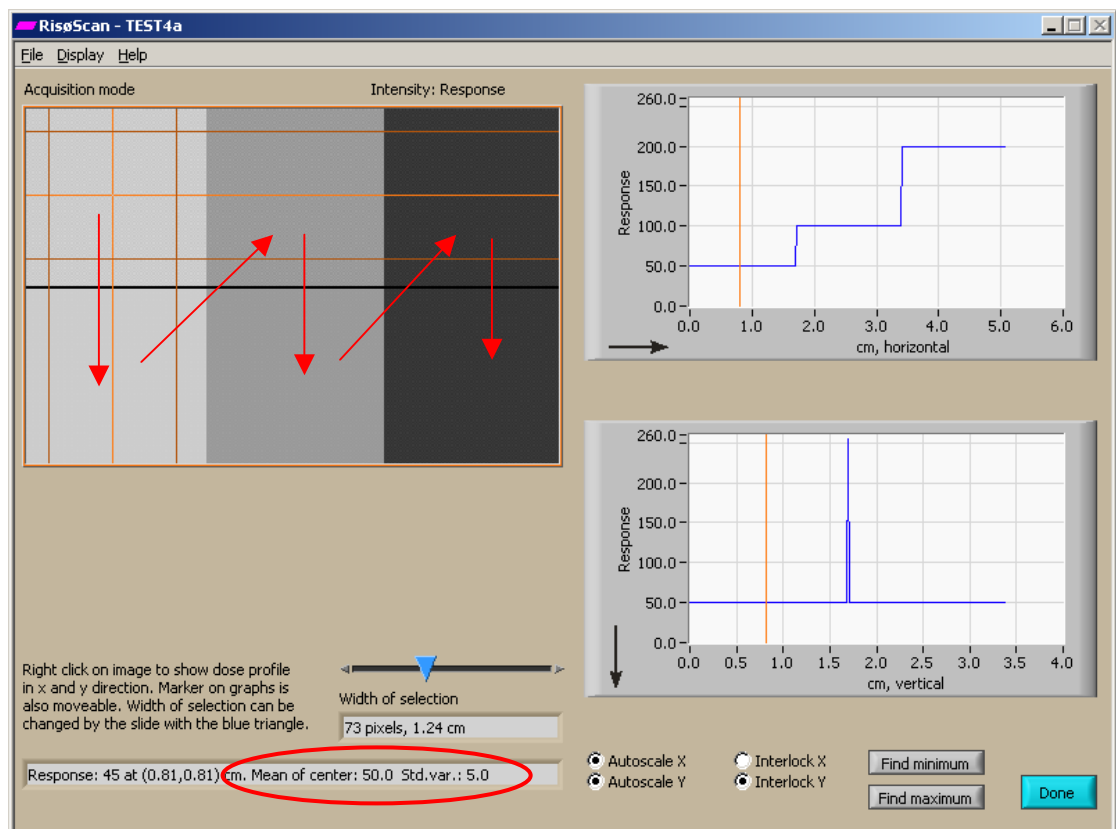 RisøScan - TEST4a
File Display Help
Acquisition mode
Intensity: Response
260.0
200.0
150.0
100.0
50.0
0.0
Response
0.0 1.0 2.0 3.0 4.0 5.0 6.0
cm, horizontal
260.0
200.0
150.0
100.0
50.0
0.0
Response
0.0 0.5 1.0 1.5 2.0 2.5 3.0 3.5 4.0
cm, vertical
Right click on image to show dose profile
in x and y direction. Marker on graphs is
also moveable. Width of selection can be
changed by the slide with the blue triangle.
Width of selection
73 pixels, 1.24 cm
Response: 45 at (0.81,0.81) cm. Mean of center: 50.0 Std.var.: 5.0
Autoscale X
Autoscale Y
Interlock X
Interlock Y
Find minimum
Find maximum
Done